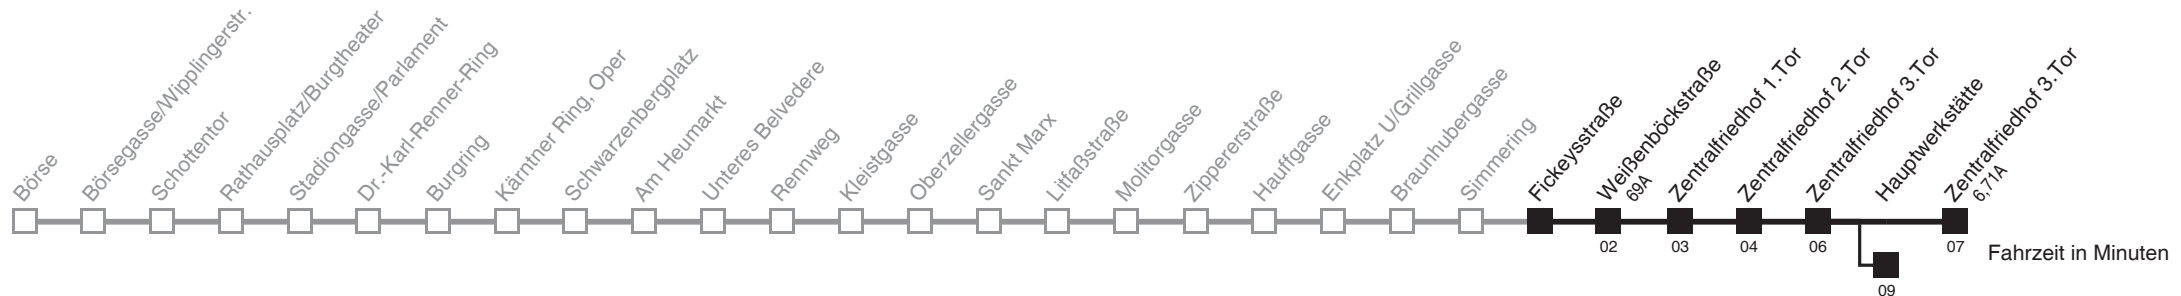 Börse
Börsegasse/Wipplingerstr.
Schottentor
Rathausplatz/Burgtheater
Stadiongasse/Parlament
Dr.-Karl-Renner-Ring
Burgring
Kärntner Ring, Oper
Schwarzenbergplatz
Am Heumarkt
Unteres Belvedere
Rennweg
Kleistgasse
Oberzellergasse
Sankt Marx
Litfaßstraße
Molitorgasse
Zippererstraße
Hauffgasse
Enkplatz U/Grillgasse
Braunhubergasse
Simmering
Fickeysstraße
Weißenböckstraße
69A
Zentralfriedhof 1.Tor
Zentralfriedhof 2.Tor
Zentralfriedhof 3.Tor
Hauptwerkstätte
Zentralfriedhof 3.Tor
6,71A
02
03
04
06
07
Fahrzeit in Minuten
09